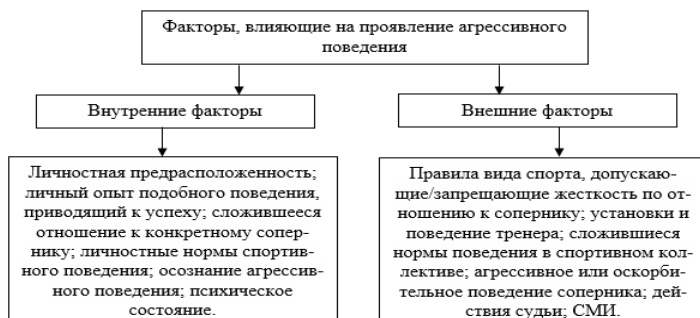 Факторы, влияющие на проявление агрессивного
поведения
Внутренние факторы
Внешние факторы
Личностная предрасположенность;
личный опыт подобного поведения,
приводящий к успеху; сложившееся
отношение к конкретному сопер-
нику; личностные нормы спортив-
ного поведения; осознание агрессив-
ного поведения; психическое
состояние.
Правила вида спорта, допускаю-
щие/запрещающие жесткость по от-
ношению к сопернику; установки и
поведение тренера; сложившиеся
нормы поведения в спортивном кол-
лективе; агрессивное или оскорби-
тельное поведение соперника; дей-
ствия судьи; СМИ.